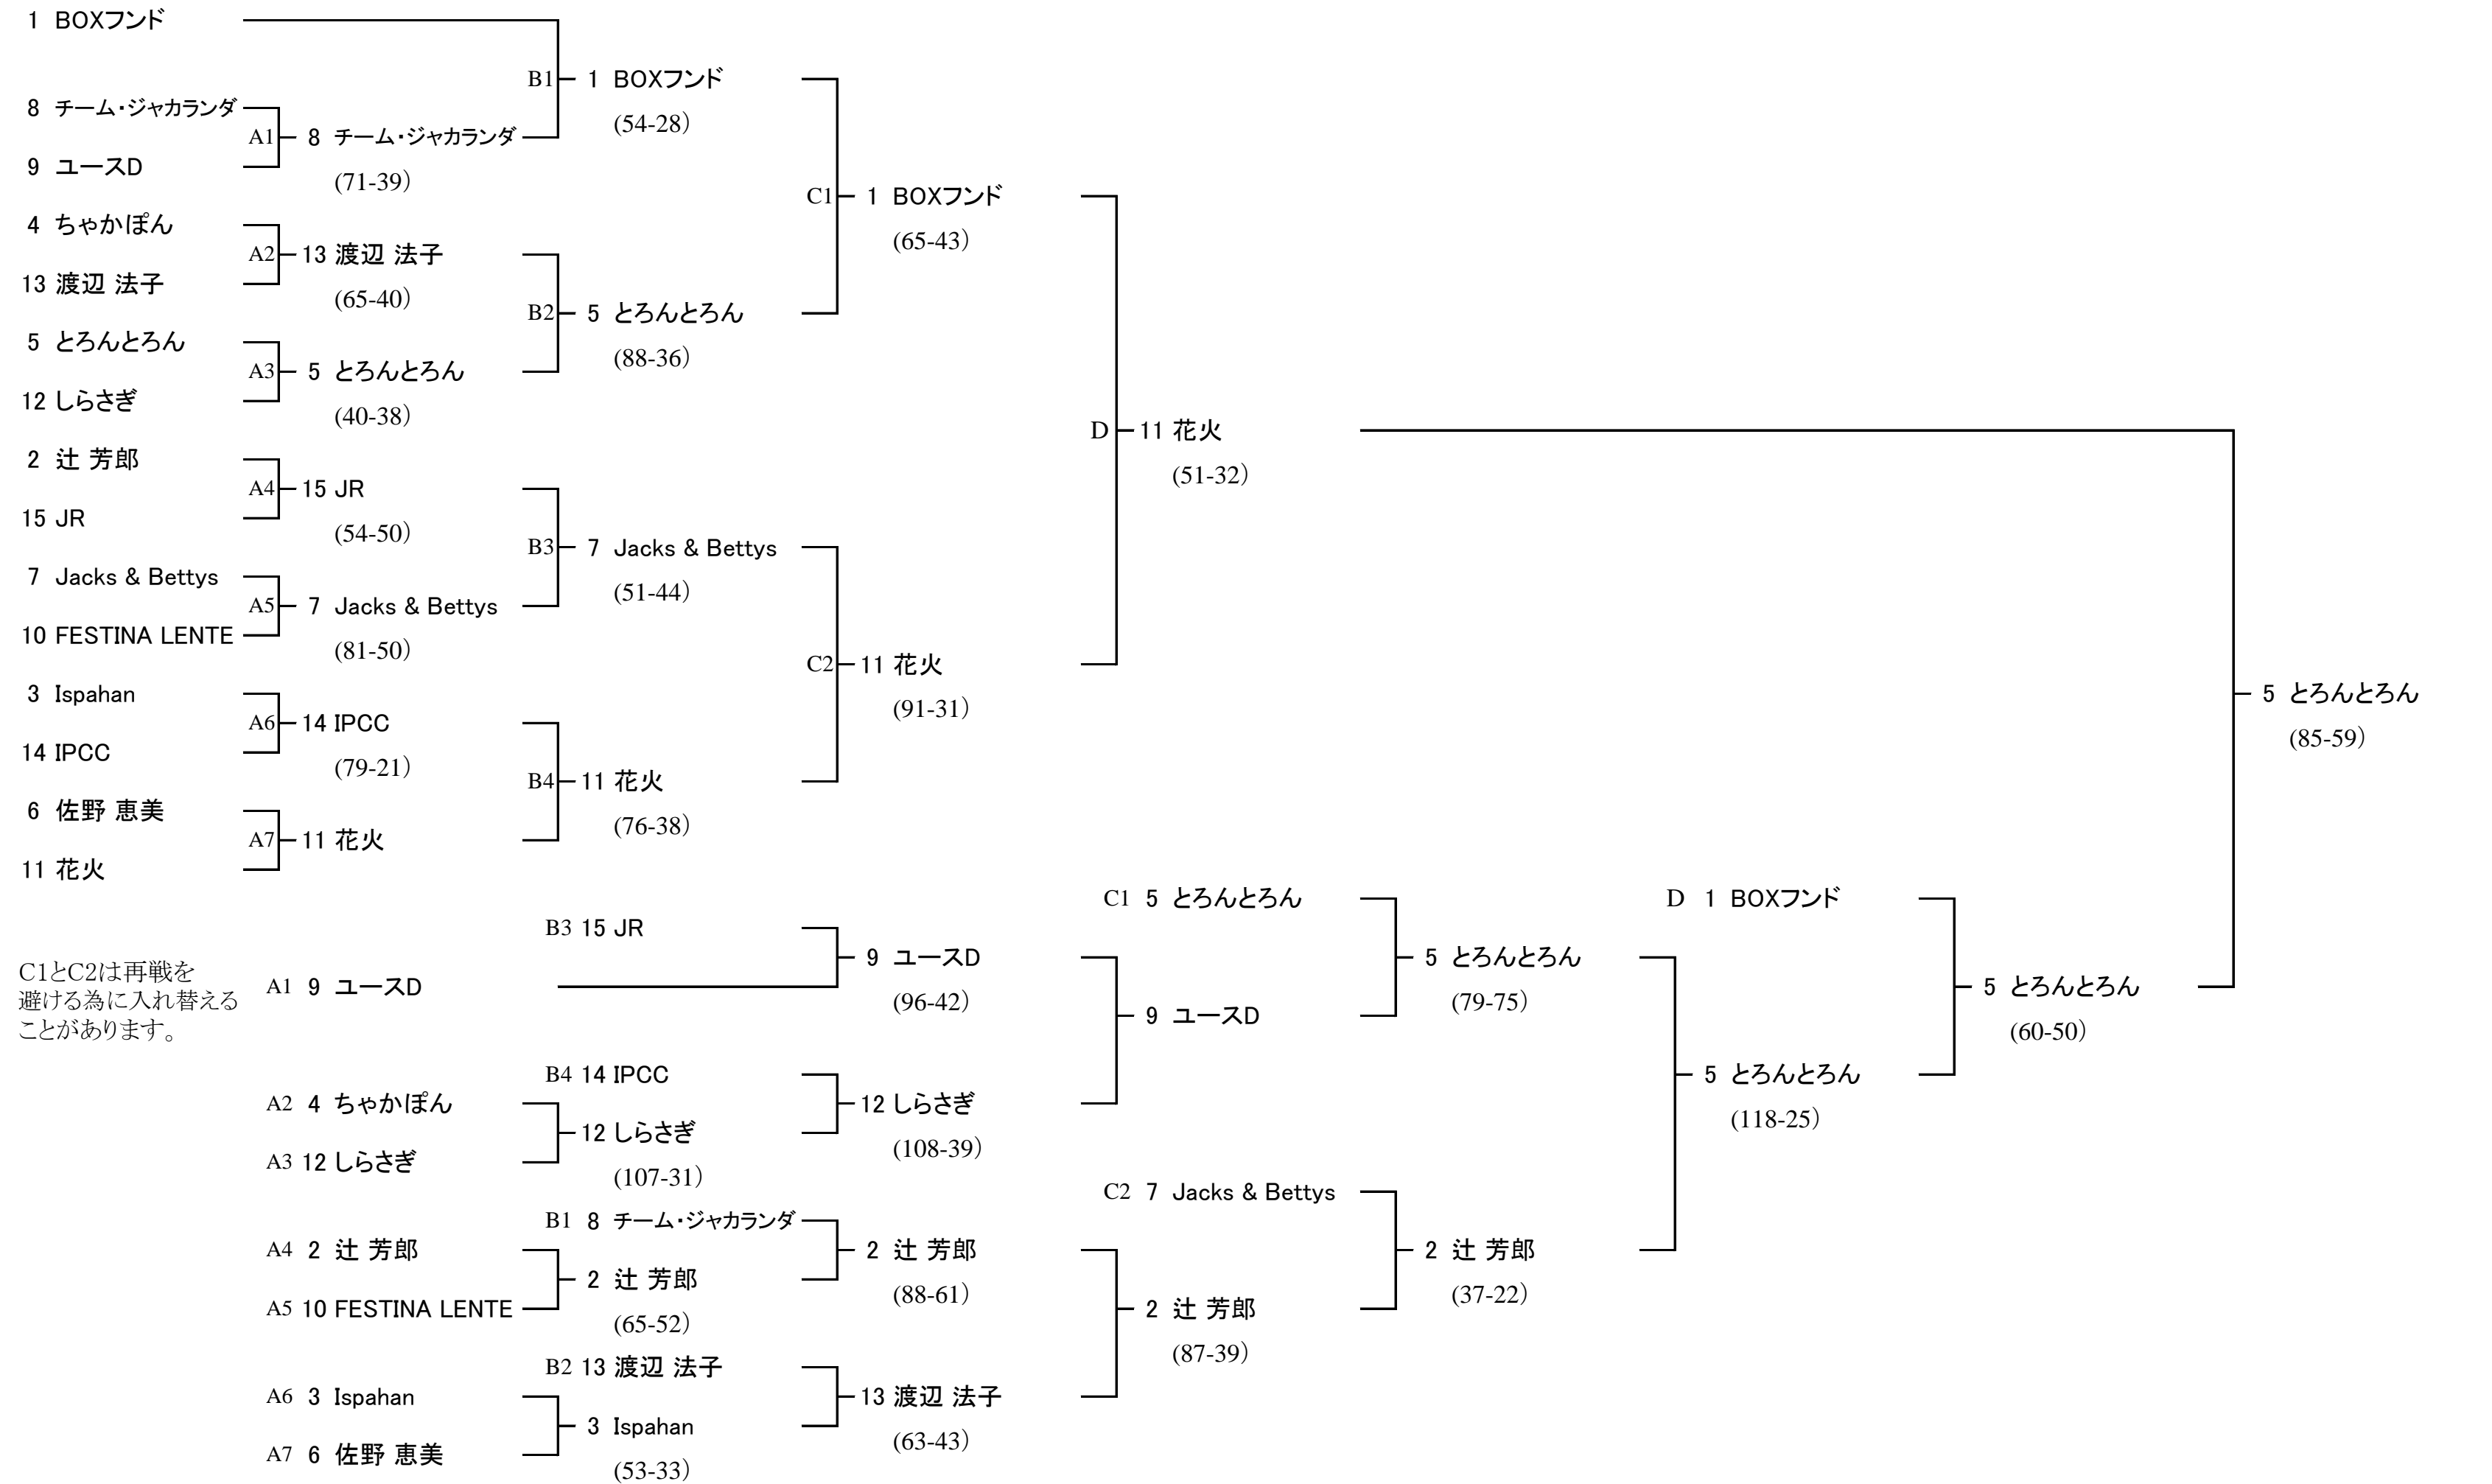 1 BOXフンド
B1 1 BOXフンド
(54-28)
8 チーム・ジャカランダ
A1 8 チーム・ジャカランダ
(71-39)
9 ユースD
C1 1 BOXフンド
(65-43)
4 ちゃかぽん
A2 13 渡辺 法子
(65-40)
13 渡辺 法子
B2 5 とろんとろん
(88-36)
5 とろんとろん
A3 5 とろんとろん
(40-38)
12 しらさぎ
D 11 花火
(51-32)
2 辻 芳郎
A4 15 JR
(54-50)
15 JR
B3 7 Jacks & Bettys
(51-44)
7 Jacks & Bettys
A5 7 Jacks & Bettys
(81-50)
10 FESTINA LENTE
C2 11 花火
(91-31)
3 Ispahan
A6 14 IPCC
(79-21)
14 IPCC
B4 11 花火
(76-38)
6 佐野 恵美
A7 11 花火
11 花火
5 とろんとろん
(85-59)
C1 5 とろんとろん
D 1 BOXフンド
B3 15 JR
9 ユースD
(96-42)
5 とろんとろん
(79-75)
C1とC2は再戦を
避ける為に入れ替える
ことがあります。
A1 9 ユースD
5 とろんとろん
(60-50)
9 ユースD
B4 14 IPCC
5 とろんとろん
(118-25)
A2 4 ちゃかぽん
12 しらさぎ
(108-39)
12 しらさぎ
(107-31)
A3 12 しらさぎ
C2 7 Jacks & Bettys
B1 8 チーム・ジャカランダ
A4 2 辻 芳郎
2 辻 芳郎
(88-61)
2 辻 芳郎
(37-22)
2 辻 芳郎
(65-52)
A5 10 FESTINA LENTE
2 辻 芳郎
(87-39)
B2 13 渡辺 法子
A6 3 Ispahan
13 渡辺 法子
(63-43)
3 Ispahan
(53-33)
A7 6 佐野 恵美